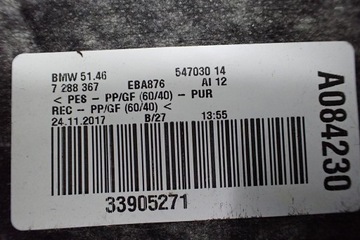 BMW 51.46 547030 14
7 288 367 EBA876 AI 12
< PES - PP/GF (60/40) - PUR
REC - PP/GF (60/40) <
24.11.2017 B/27 13:55
33905271
A084230